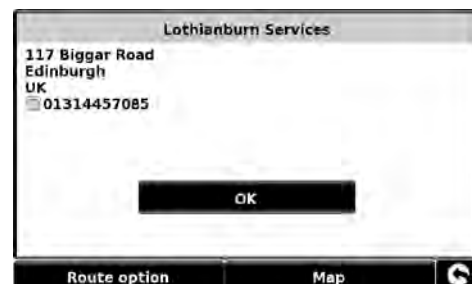 Lothianburn Services
117 Biggar Road
Edinburgh
UK
01314457085
OK
Route option
Map